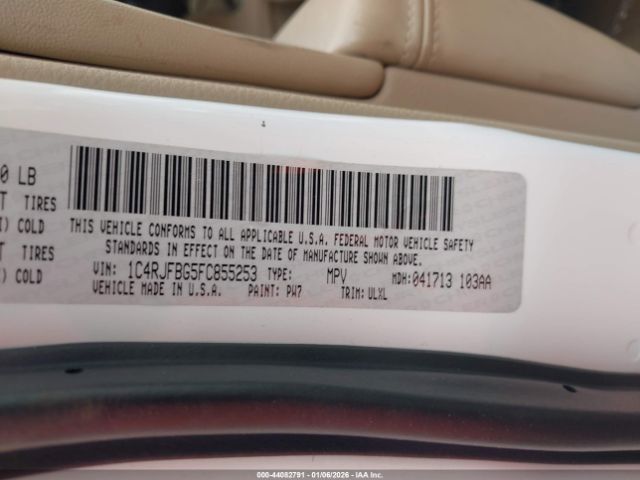 0 LB
T TIRES
I) COLD
T TIRES
) COLD
THIS VEHICLE CONFORMS TO ALL APPLICABLE U.S.A. FEDERAL MOTOR VEHICLE SAFETY
STANDARDS IN EFFECT ON THE DATE OF MANUFACTURE SHOWN ABOVE.
VIN: 1C4RJFBG5FC855253 TYPE: MPV MDH:041713 103AA
VEHICLE MADE IN U.S.A. PAINT: PW7 TRIM: ULXL
000-44082791 - 01/06/2026 - IAA Inc.